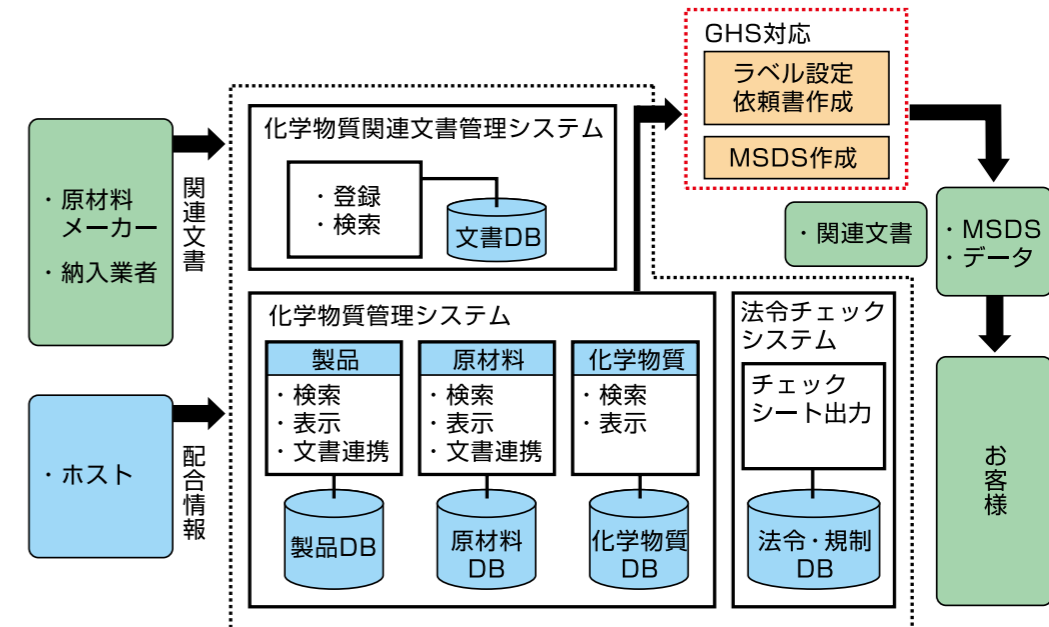 ・原材料
メーカー
・納入業者
関連文書
・ホスト
配合情報
化学物質関連文書管理システム
・登録
・検索
文書DB
化学物質管理システム
製品
・検索
・表示
・文書連携
製品DB
原材料
・検索
・表示
・文書連携
原材料
DB
化学物質
・検索
・表示
化学物質
DB
法令チェック
システム
チェック
シート出力
法令・規制
DB
GHS対応
ラベル設定
依頼書作成
MSDS作成
・関連文書
・MSDS
・データ
お客様